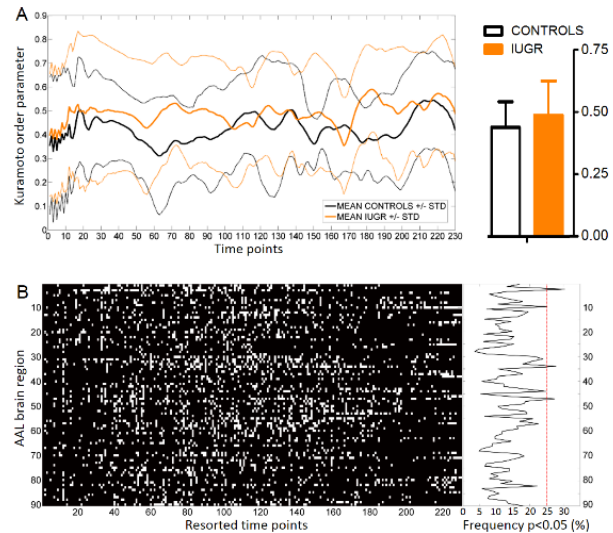 A
Kuramoto order parameter
0.9
0.8
0.7
0.6
0.5
0.4
0.3
0.2
0.1
0
MEAN CONTROLS +/- STD
MEAN IUGR +/- STD
1 10 20 30 40 50 60 70 80 90 100 110 120 130 140 150 160 170 180 190 200 210 220 230
Time points
CONTROLS
IUGR
0.75
0.50
0.25
0.00
B
AAL brain region
10
20
30
40
50
60
70
80
90
20 40 60 80 100 120 140 160 180 200 220
Resorted time points
10
20
30
40
50
60
70
80
90
0 5 10 15 20 25 30
Frequency p<0.05 (%)